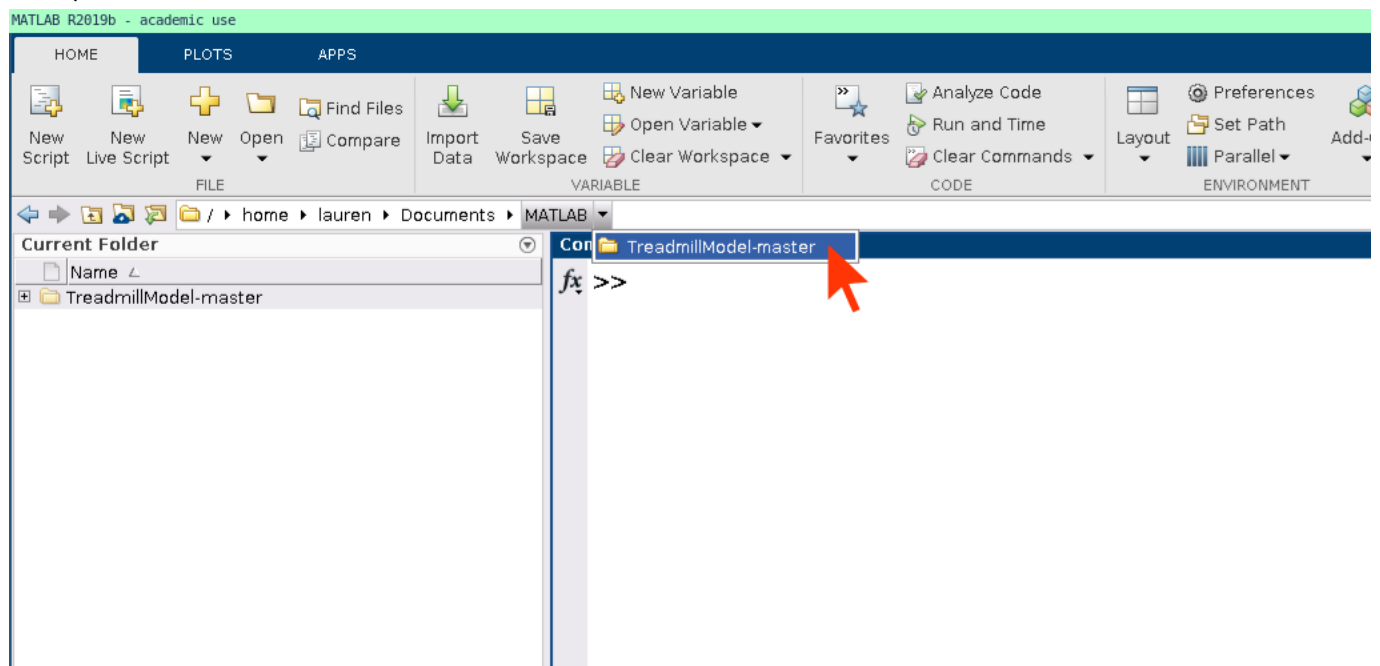 MATLAB R2019b - academic use
HOME PLOTS APPS
New Script
New Live Script
New
Open
Find Files
Compare
FILE
Import Data
Save Workspace
New Variable
Open Variable
Clear Workspace
VARIABLE
Favorites
Analyze Code
Run and Time
Clear Commands
CODE
Layout
Preferences
Set Path
Parallel
ENVIRONMENT
/ home lauren Documents MATLAB
Current Folder
TreadmillModel-master
Name
fx >>
TreadmillModel-master